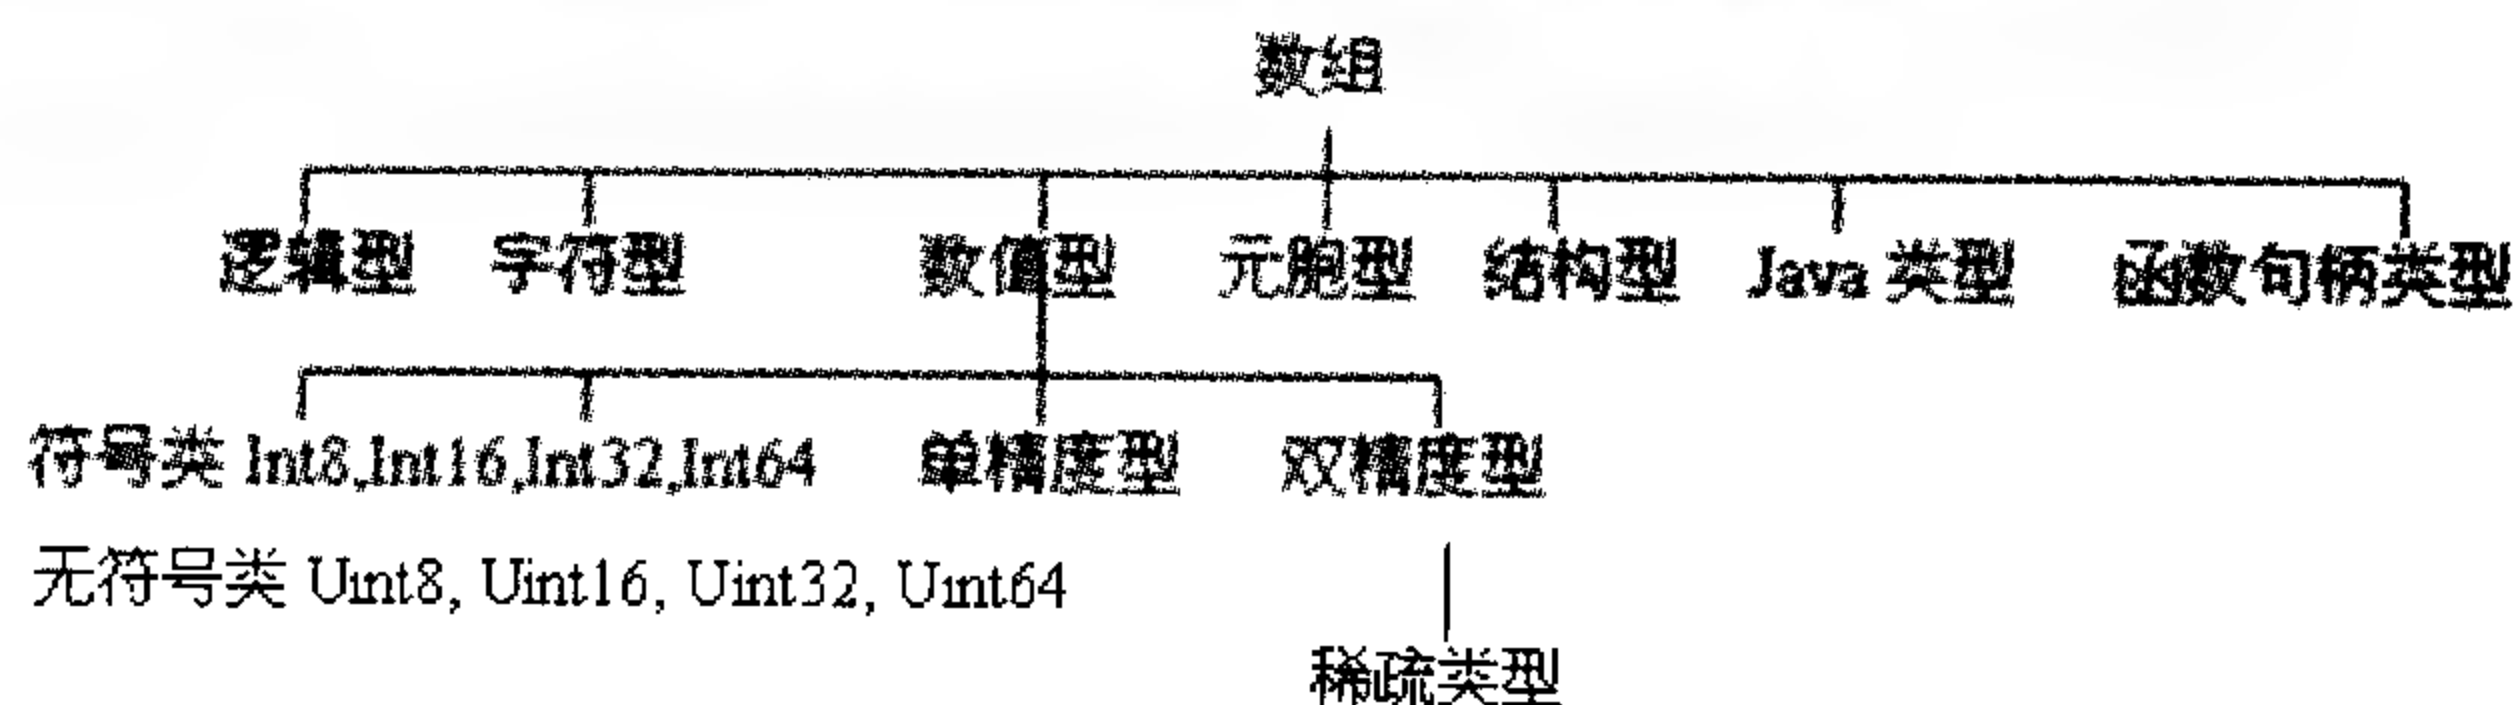 数组
逻辑型 字符型 数值型 元胞型 结构型 Java 类型 函数句柄类型
符号类 Int8,Int16,Int32,Int64 单精度型 双精度型
无符号类 Uint8, Uint16, Uint32, Uint64
稀疏类型